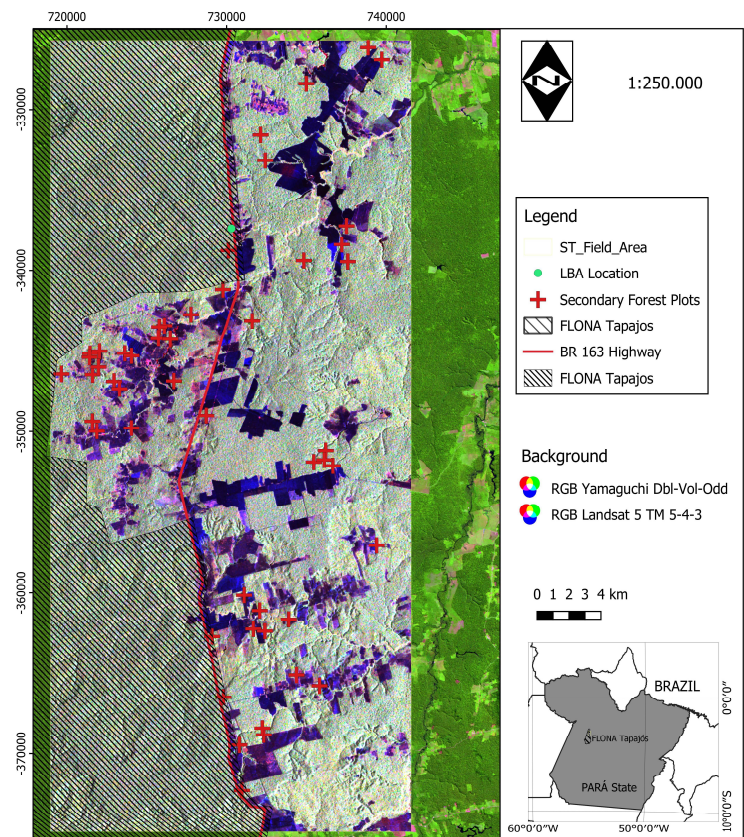 720000 730000 740000
-330000
-340000
-350000
-360000
-370000
N
1:250.000
Legend
ST_Field_Area
LBA Location
Secondary Forest Plots
FLONA Tapajos
BR 163 Highway
FLONA Tapajos
Background
RGB Yamaguchi Dbl-Vol-Odd
RGB Landsat 5 TM 5-4-3
0 1 2 3 4 km
BRAZIL
0°0'0"
FLONA Tapajós
PARÁ State
10°0'0"S
60°0'0"W 50°0'0"W